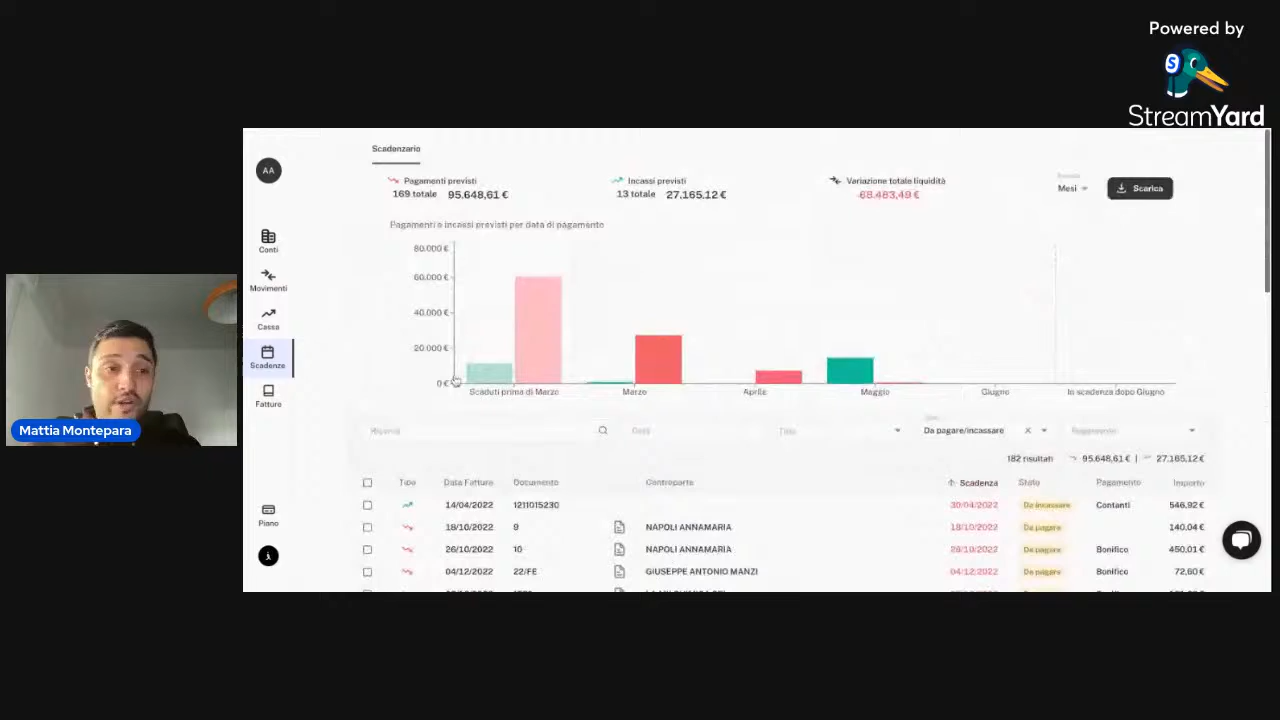 Powered by
StreamYard
Scadenzario
AA
Pagamenti previsti
169 totale 95.648,61 €
Incassi previsti
13 totale 27.165,12 €
Variazione totale liquidità
-68.483,49 €
Mesi
Scarica
Pagamenti e incassi previsti per data di pagamento
80.000 €
60.000 €
40.000 €
20.000 €
0 €
Scaduti prima di Marzo
Marzo
Aprile
Maggio
Giugno
In scadenza dopo Giugno
Conti
Movimenti
Cassa
Scadenze
Fatture
Piano
Mattia Montepara
Ricerca
Da pagare/incassare
Pagamento
182 risultati 95.648,61 € | 27.165,12 €
Tipo Data Fattura Documento Controparte Scadenza Stato Pagamento Importo
14/04/2022 1211015230 30/04/2022 Da incassare Contanti 546,92 €
18/10/2022 9 NAPOLI ANNAMARIA 18/10/2022 Da pagare 140,04 €
26/10/2022 10 NAPOLI ANNAMARIA 26/10/2022 Da pagare Bonifico 450,01 €
04/12/2022 22/FE GIUSEPPE ANTONIO MANZI 04/12/2022 Da pagare Bonifico 72,60 €